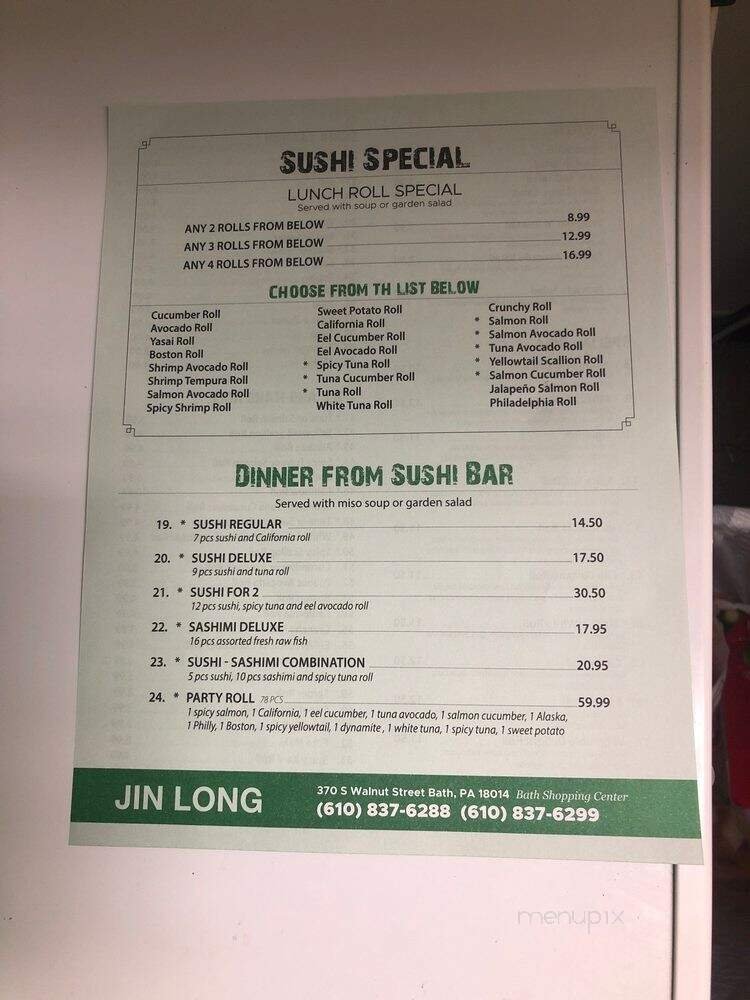 SUSHI SPECIAL
LUNCH ROLL SPECIAL
Served with soup or garden salad
ANY 2 ROLLS FROM BELOW 8.99
ANY 3 ROLLS FROM BELOW 12.99
ANY 4 ROLLS FROM BELOW 16.99
CHOOSE FROM TH LIST BELOW
Cucumber Roll
Avocado Roll
Yasai Roll
Boston Roll
Shrimp Avocado Roll
Shrimp Tempura Roll
Salmon Avocado Roll
Spicy Shrimp Roll
Sweet Potato Roll
California Roll
Eel Cucumber Roll
Eel Avocado Roll
* Spicy Tuna Roll
* Tuna Cucumber Roll
* Tuna Roll
White Tuna Roll
Crunchy Roll
* Salmon Roll
* Salmon Avocado Roll
* Tuna Avocado Roll
* Yellowtail Scallion Roll
* Salmon Cucumber Roll
Jalapeño Salmon Roll
Philadelphia Roll
DINNER FROM SUSHI BAR
Served with miso soup or garden salad
19. * SUSHI REGULAR 14.50
7 pcs sushi and California roll
20. * SUSHI DELUXE 17.50
9 pcs sushi and tuna roll
21. * SUSHI FOR 2 30.50
12 pcs sushi, spicy tuna and eel avocado roll
22. * SASHIMI DELUXE 17.95
16 pcs assorted fresh raw fish
23. * SUSHI - SASHIMI COMBINATION 20.95
5 pcs sushi, 10 pcs sashimi and spicy tuna roll
24. * PARTY ROLL 78 PCS 59.99
1 spicy salmon, 1 California, 1 eel cucumber, 1 tuna avocado, 1 salmon cucumber, 1 Alaska,
1 Philly, 1 Boston, 1 spicy yellowtail, 1 dynamite, 1 white tuna, 1 spicy tuna, 1 sweet potato
JIN LONG
370 S Walnut Street Bath, PA 18014 Bath Shopping Center
(610) 837-6288 (610) 837-6299
menupix